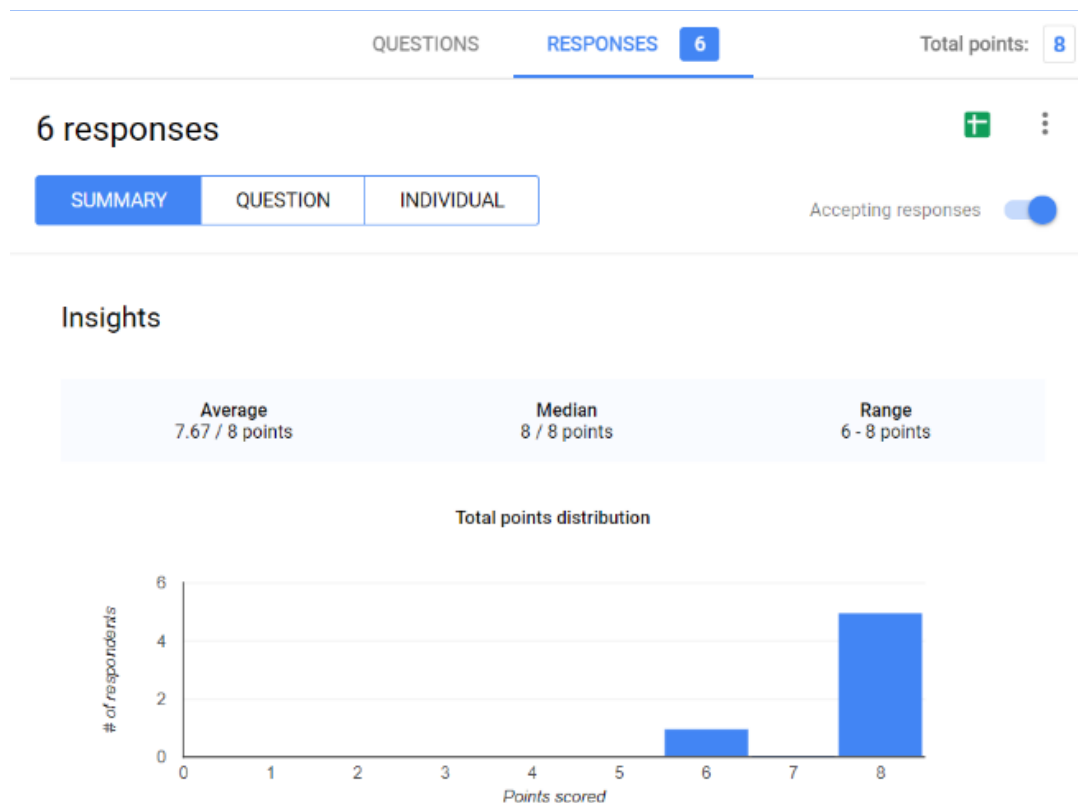 QUESTIONS RESPONSES 6 Total points: 8
6 responses
SUMMARY QUESTION INDIVIDUAL
Accepting responses
Insights
Average Median Range
7.67 / 8 points 8 / 8 points 6 - 8 points
Total points distribution
6
4
2
0
# of respondents
0 1 2 3 4 5 6 7 8
Points scored